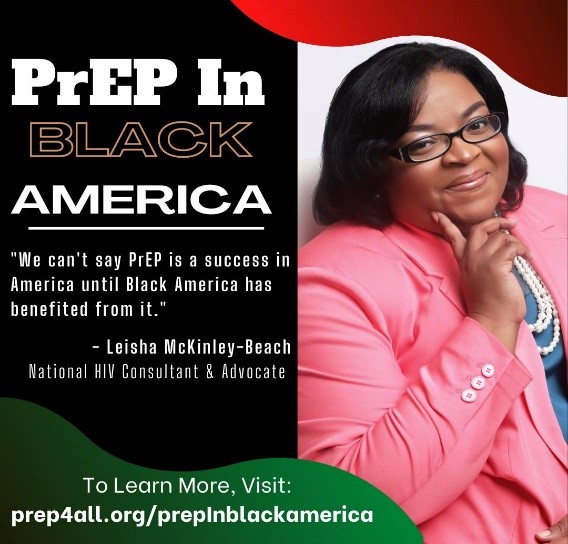 PrEP In
BLACK
AMERICA
"We can't say PrEP is a success in
America until Black America has
benefited from it."
- Leisha McKinley-Beach
National HIV Consultant & Advocate
To Learn More, Visit:
prep4all.org/prepInblackamerica